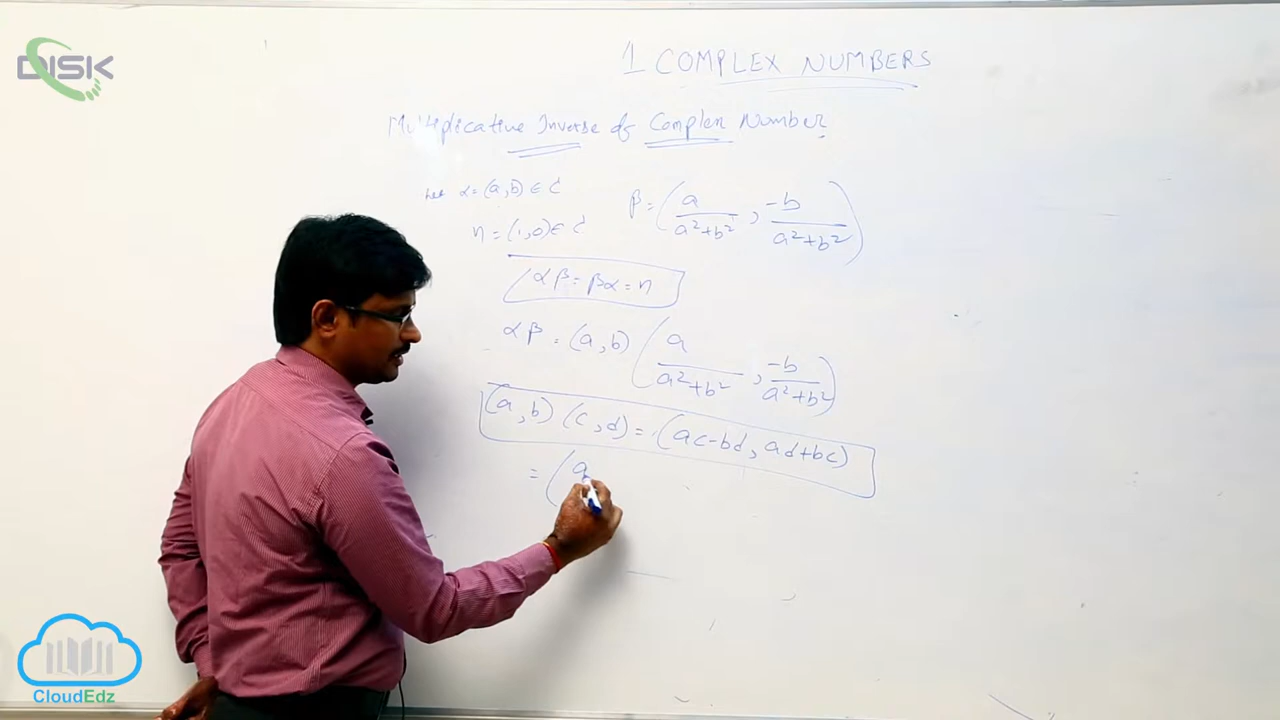 DISK
1 COMPLEX NUMBERS
Multiplicative Inverse of Complex Number.
let α = (a, b) ∈ C
n = (1, 0) ∈ C
β = (a/a²+b², -b/a²+b²)
αβ = βα = n
αβ = (a, b) (a/a²+b², -b/a²+b²)
(a, b) (c, d) = (ac-bd, ad+bc)
= (a
CloudEdz